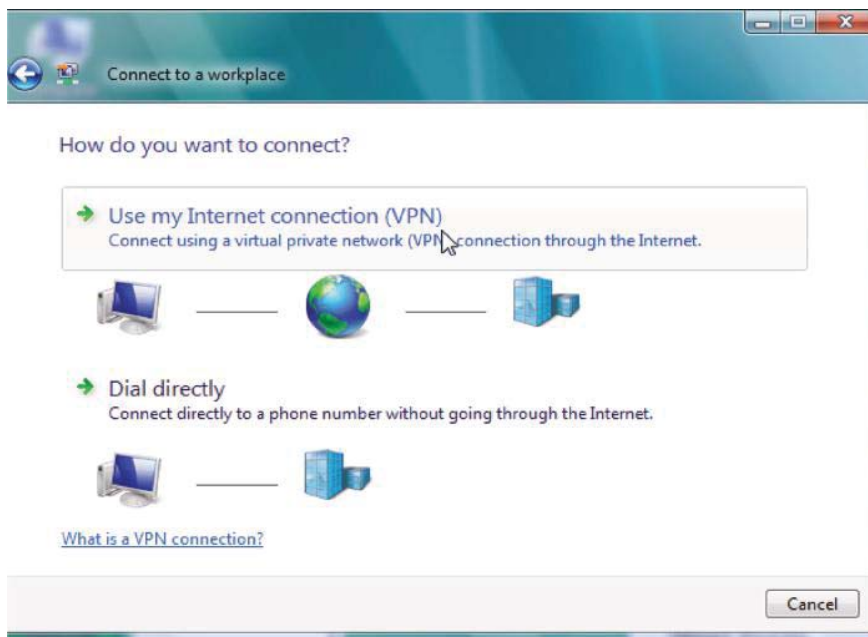 Connect to a workplace
How do you want to connect?
Use my Internet connection (VPN)
Connect using a virtual private network (VPN) connection through the Internet.
Dial directly
Connect directly to a phone number without going through the Internet.
What is a VPN connection?
Cancel